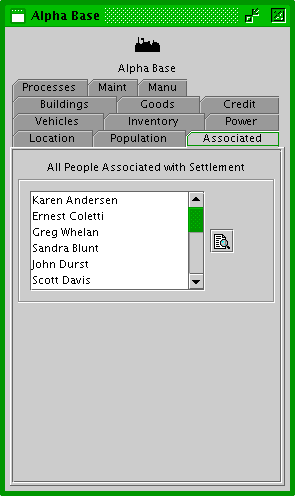 Alpha Base
Alpha Base
Processes Maint Manu
Buildings Goods Credit
Vehicles Inventory Power
Location Population Associated
All People Associated with Settlement
Karen Andersen
Ernest Coletti
Greg Whelan
Sandra Blunt
John Durst
Scott Davis